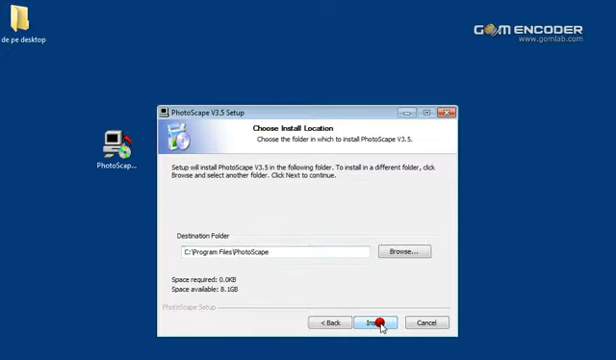 de pe desktop
GOM ENCODER
www.gomlab.com
PhotoScape V3.5 Setup
Choose Install Location
Choose the folder in which to install PhotoScape V3.5.
PhotoScap...
Setup will install PhotoScape V3.5 in the following folder. To install in a different folder, click
Browse and select another folder. Click Next to continue.
Destination Folder
C:\Program Files\PhotoScape
Browse...
Space required: 0.0KB
Space available: 8.1GB
PhotoScape Setup
< Back
Cancel